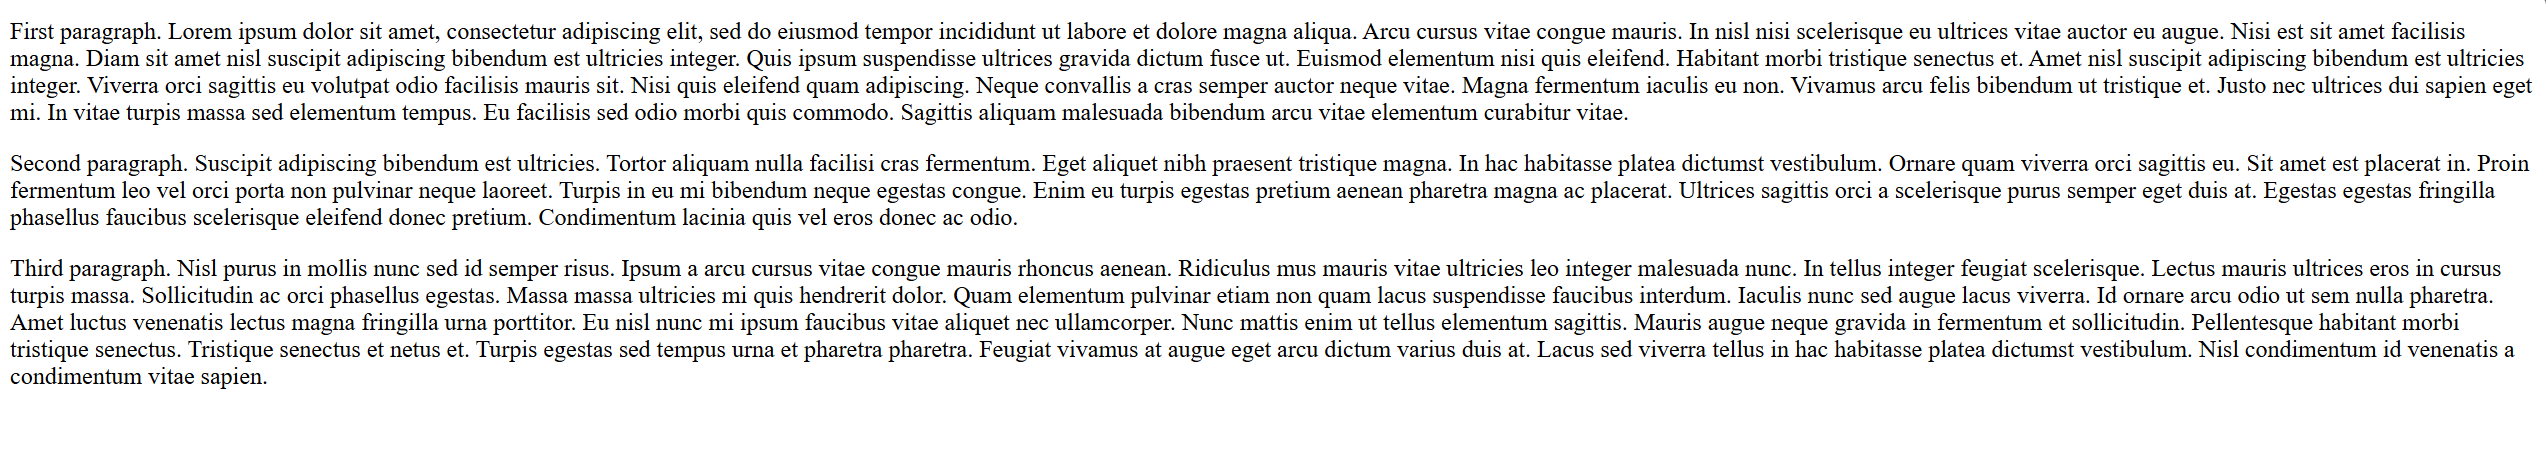 First paragraph. Lorem ipsum dolor sit amet, consectetur adipiscing elit, sed do eiusmod tempor incididunt ut labore et dolore magna aliqua. Arcu cursus vitae congue mauris. In nisl nisi scelerisque eu ultrices vitae auctor eu augue. Nisi est sit amet facilisis
magna. Diam sit amet nisl suscipit adipiscing bibendum est ultricies integer. Quis ipsum suspendisse ultrices gravida dictum fusce ut. Euismod elementum nisi quis eleifend. Habitant morbi tristique senectus et. Amet nisl suscipit adipiscing bibendum est ultricies
integer. Viverra orci sagittis eu volutpat odio facilisis mauris sit. Nisi quis eleifend quam adipiscing. Neque convallis a cras semper auctor neque vitae. Magna fermentum iaculis eu non. Vivamus arcu felis bibendum ut tristique et. Justo nec ultrices dui sapien eget
mi. In vitae turpis massa sed elementum tempus. Eu facilisis sed odio morbi quis commodo. Sagittis aliquam malesuada bibendum arcu vitae elementum curabitur vitae.
Second paragraph. Suscipit adipiscing bibendum est ultricies. Tortor aliquam nulla facilisi cras fermentum. Eget aliquet nibh praesent tristique magna. In hac habitasse platea dictumst vestibulum. Ornare quam viverra orci sagittis eu. Sit amet est placerat in. Proin
fermentum leo vel orci porta non pulvinar neque laoreet. Turpis in eu mi bibendum neque egestas congue. Enim eu turpis egestas pretium aenean pharetra magna ac placerat. Ultrices sagittis orci a scelerisque purus semper eget duis at. Egestas egestas fringilla
phasellus faucibus scelerisque eleifend donec pretium. Condimentum lacinia quis vel eros donec ac odio.
Third paragraph. Nisl purus in mollis nunc sed id semper risus. Ipsum a arcu cursus vitae congue mauris rhoncus aenean. Ridiculus mus mauris vitae ultricies leo integer malesuada nunc. In tellus integer feugiat scelerisque. Lectus mauris ultrices eros in cursus
turpis massa. Sollicitudin ac orci phasellus egestas. Massa massa ultricies mi quis hendrerit dolor. Quam elementum pulvinar etiam non quam lacus suspendisse faucibus interdum. Iaculis nunc sed augue lacus viverra. Id ornare arcu odio ut sem nulla pharetra.
Amet luctus venenatis lectus magna fringilla urna porttitor. Eu nisl nunc mi ipsum faucibus vitae aliquet nec ullamcorper. Nunc mattis enim ut tellus elementum sagittis. Mauris augue neque gravida in fermentum et sollicitudin. Pellentesque habitant morbi
tristique senectus. Tristique senectus et netus et. Turpis egestas sed tempus urna et pharetra pharetra. Feugiat vivamus at augue eget arcu dictum varius duis at. Lacus sed viverra tellus in hac habitasse platea dictumst vestibulum. Nisl condimentum id venenatis a
condimentum vitae sapien.